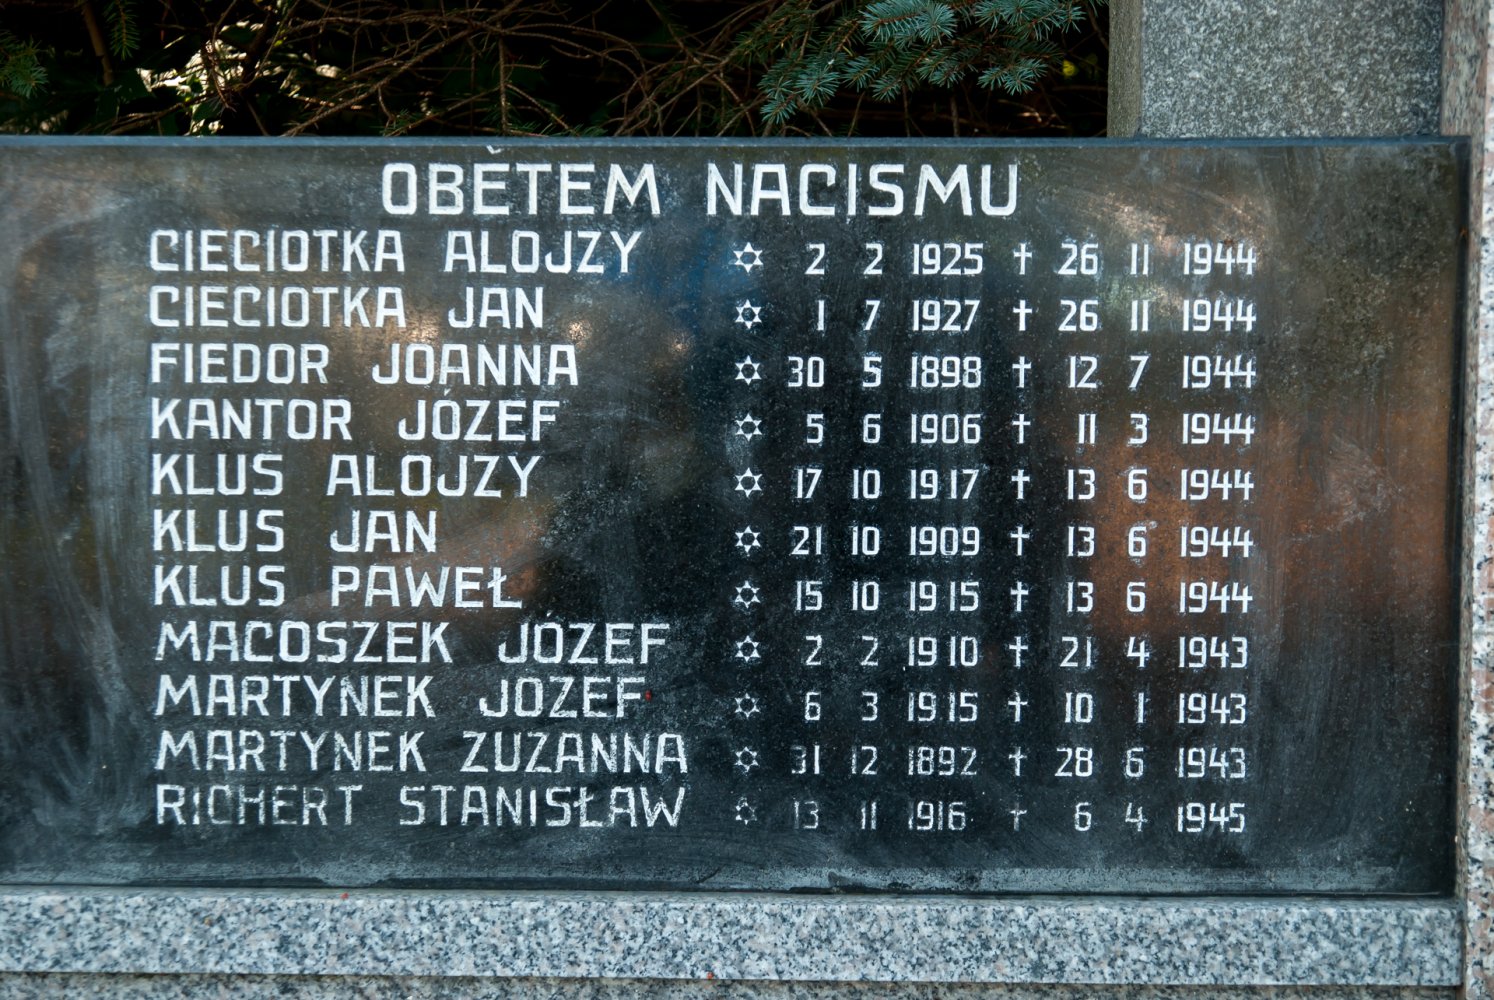 OBĚTEM NACISMU
CIECIOTKA ALOJZY ✡ 2 2 1925 † 26 11 1944
CIECIOTKA JAN ✡ 1 7 1927 † 26 11 1944
FIEDOR JOANNA ✡ 30 5 1898 † 12 7 1944
KANTOR JÓZEF ✡ 5 6 1906 † 11 3 1944
KLUS ALOJZY ✡ 17 10 1917 † 13 6 1944
KLUS JAN ✡ 21 10 1909 † 13 6 1944
KLUS PAWEŁ ✡ 15 10 1915 † 13 6 1944
MACOSZEK JÓZEF ✡ 2 2 1910 † 21 4 1943
MARTYNEK JÓZEF ✡ 6 3 1915 † 10 1 1943
MARTYNEK ZUZANNA ✡ 31 12 1892 † 28 6 1943
RICHERT STANISŁAW ✡ 13 11 1916 † 6 4 1945